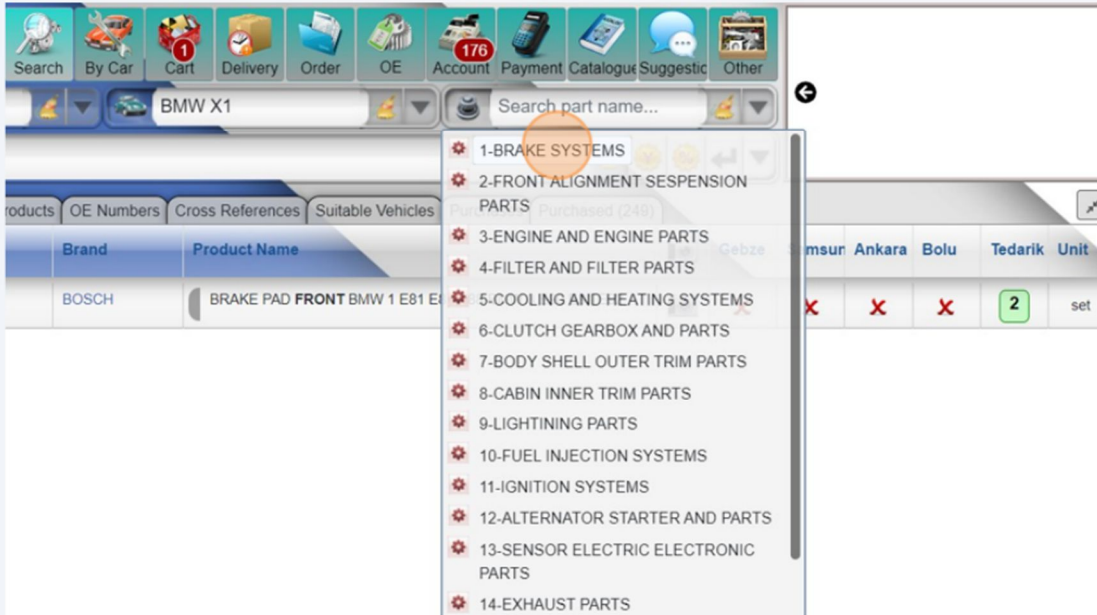 Search By Car Cart Delivery Order OE Account Payment Catalogue Suggestic Other
1 176
BMW X1 Search part name...
1-BRAKE SYSTEMS
2-FRONT ALIGNMENT SESPENSION
PARTS
roducts OE Numbers Cross References Suitable Vehicles Purchased (249)
3-ENGINE AND ENGINE PARTS
Brand Product Name Gebze msun Ankara Bolu Tedarik Unit
4-FILTER AND FILTER PARTS
BOSCH BRAKE PAD FRONT BMW 1 E81 X X X 2 set
5-COOLING AND HEATING SYSTEMS
6-CLUTCH GEARBOX AND PARTS
7-BODY SHELL OUTER TRIM PARTS
8-CABIN INNER TRIM PARTS
9-LIGHTINING PARTS
10-FUEL INJECTION SYSTEMS
11-IGNITION SYSTEMS
12-ALTERNATOR STARTER AND PARTS
13-SENSOR ELECTRIC ELECTRONIC
PARTS
14-EXHAUST PARTS